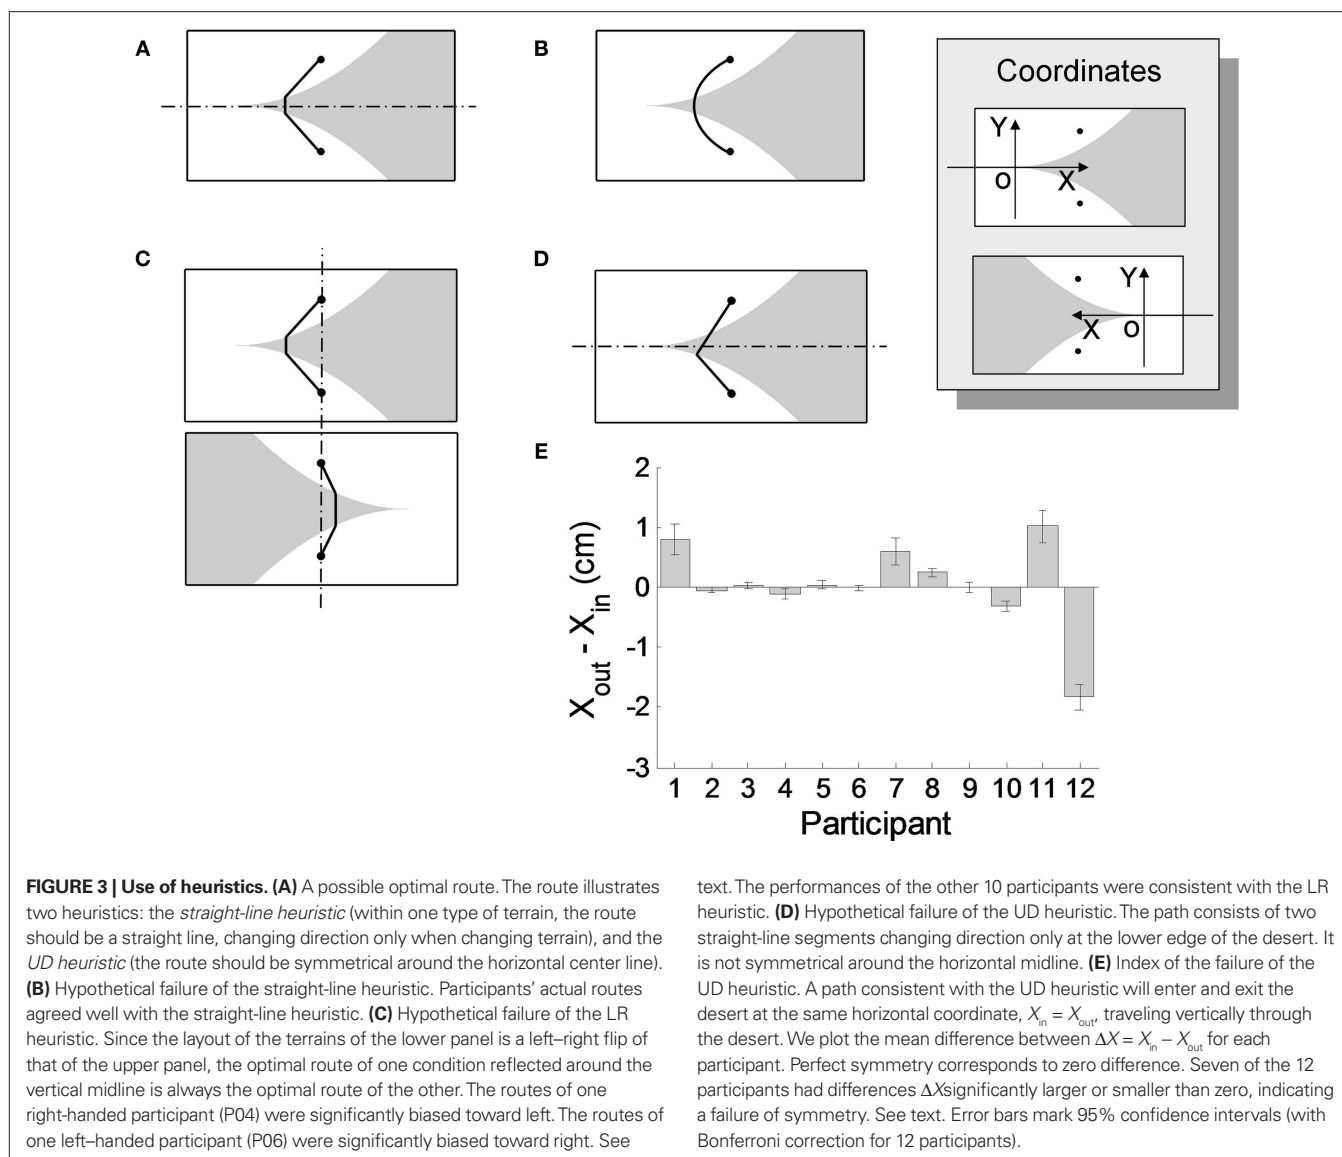 A
B
Coordinates
Y
O
X
Y
X
O
C
D
E
X_out - X_in (cm)
2
1
0
-1
-2
-3
1 2 3 4 5 6 7 8 9 10 11 12
Participant
FIGURE 3 | Use of heuristics. (A) A possible optimal route. The route illustrates
two heuristics: the straight-line heuristic (within one type of terrain, the route
should be a straight line, changing direction only when changing terrain), and the
UD heuristic (the route should be symmetrical around the horizontal center line).
(B) Hypothetical failure of the straight-line heuristic. Participants' actual routes
agreed well with the straight-line heuristic. (C) Hypothetical failure of the LR
heuristic. Since the layout of the terrains of the lower panel is a left–right flip of
that of the upper panel, the optimal route of one condition reflected around the
vertical midline is always the optimal route of the other. The routes of one
right-handed participant (P04) were significantly biased toward left. The routes of
one left–handed participant (P06) were significantly biased toward right. See
text. The performances of the other 10 participants were consistent with the LR
heuristic. (D) Hypothetical failure of the UD heuristic. The path consists of two
straight-line segments changing direction only at the lower edge of the desert. It
is not symmetrical around the horizontal midline. (E) Index of the failure of the
UD heuristic. A path consistent with the UD heuristic will enter and exit the
desert at the same horizontal coordinate, X_in = X_out, traveling vertically through
the desert. We plot the mean difference between ΔX = X_in − X_out for each
participant. Perfect symmetry corresponds to zero difference. Seven of the 12
participants had differences ΔXsignificantly larger or smaller than zero, indicating
a failure of symmetry. See text. Error bars mark 95% confidence intervals (with
Bonferroni correction for 12 participants).